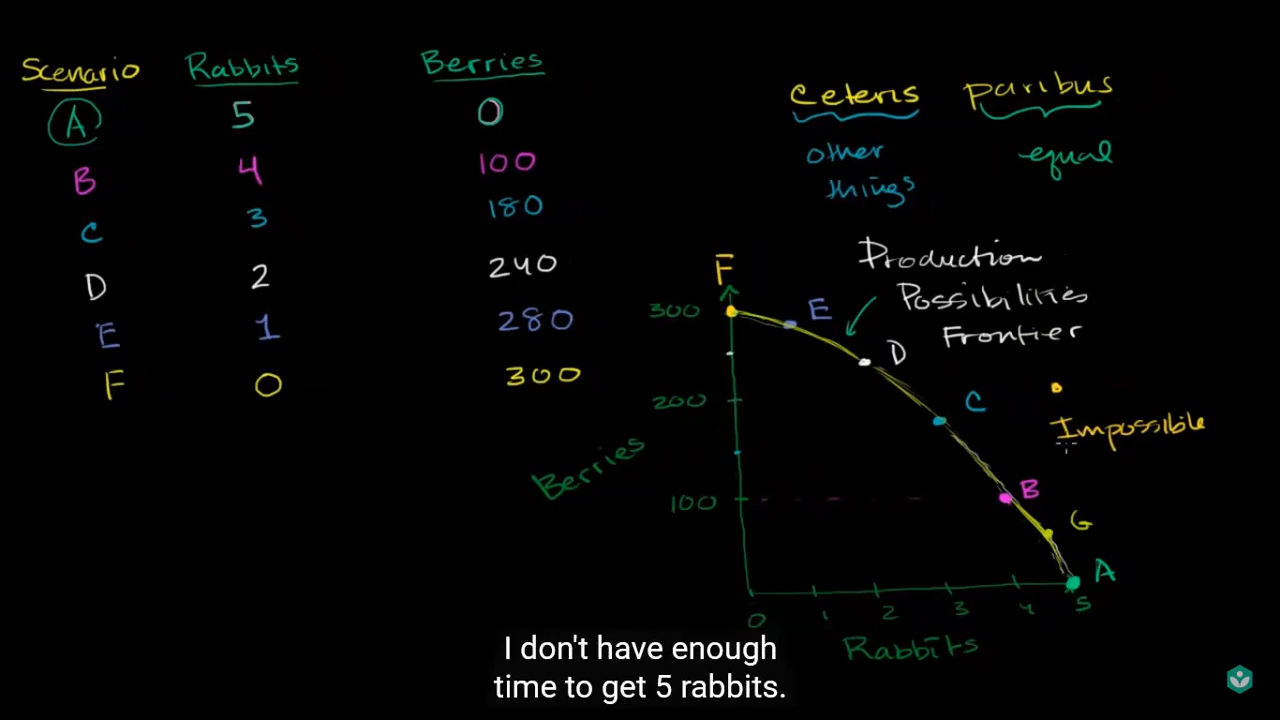 Scenario Rabbits Berries
A 5 0
B 4 100
C 3 180
D 2 240
E 1 280
F 0 300
Ceteris paribus
other equal
things
Production
Possibilities
Frontier
F
300
E
D
200
C
Impossible
Berries
100
B
G
A
0 1 2 3 4 5
Rabbits
I don't have enough
time to get 5 rabbits.